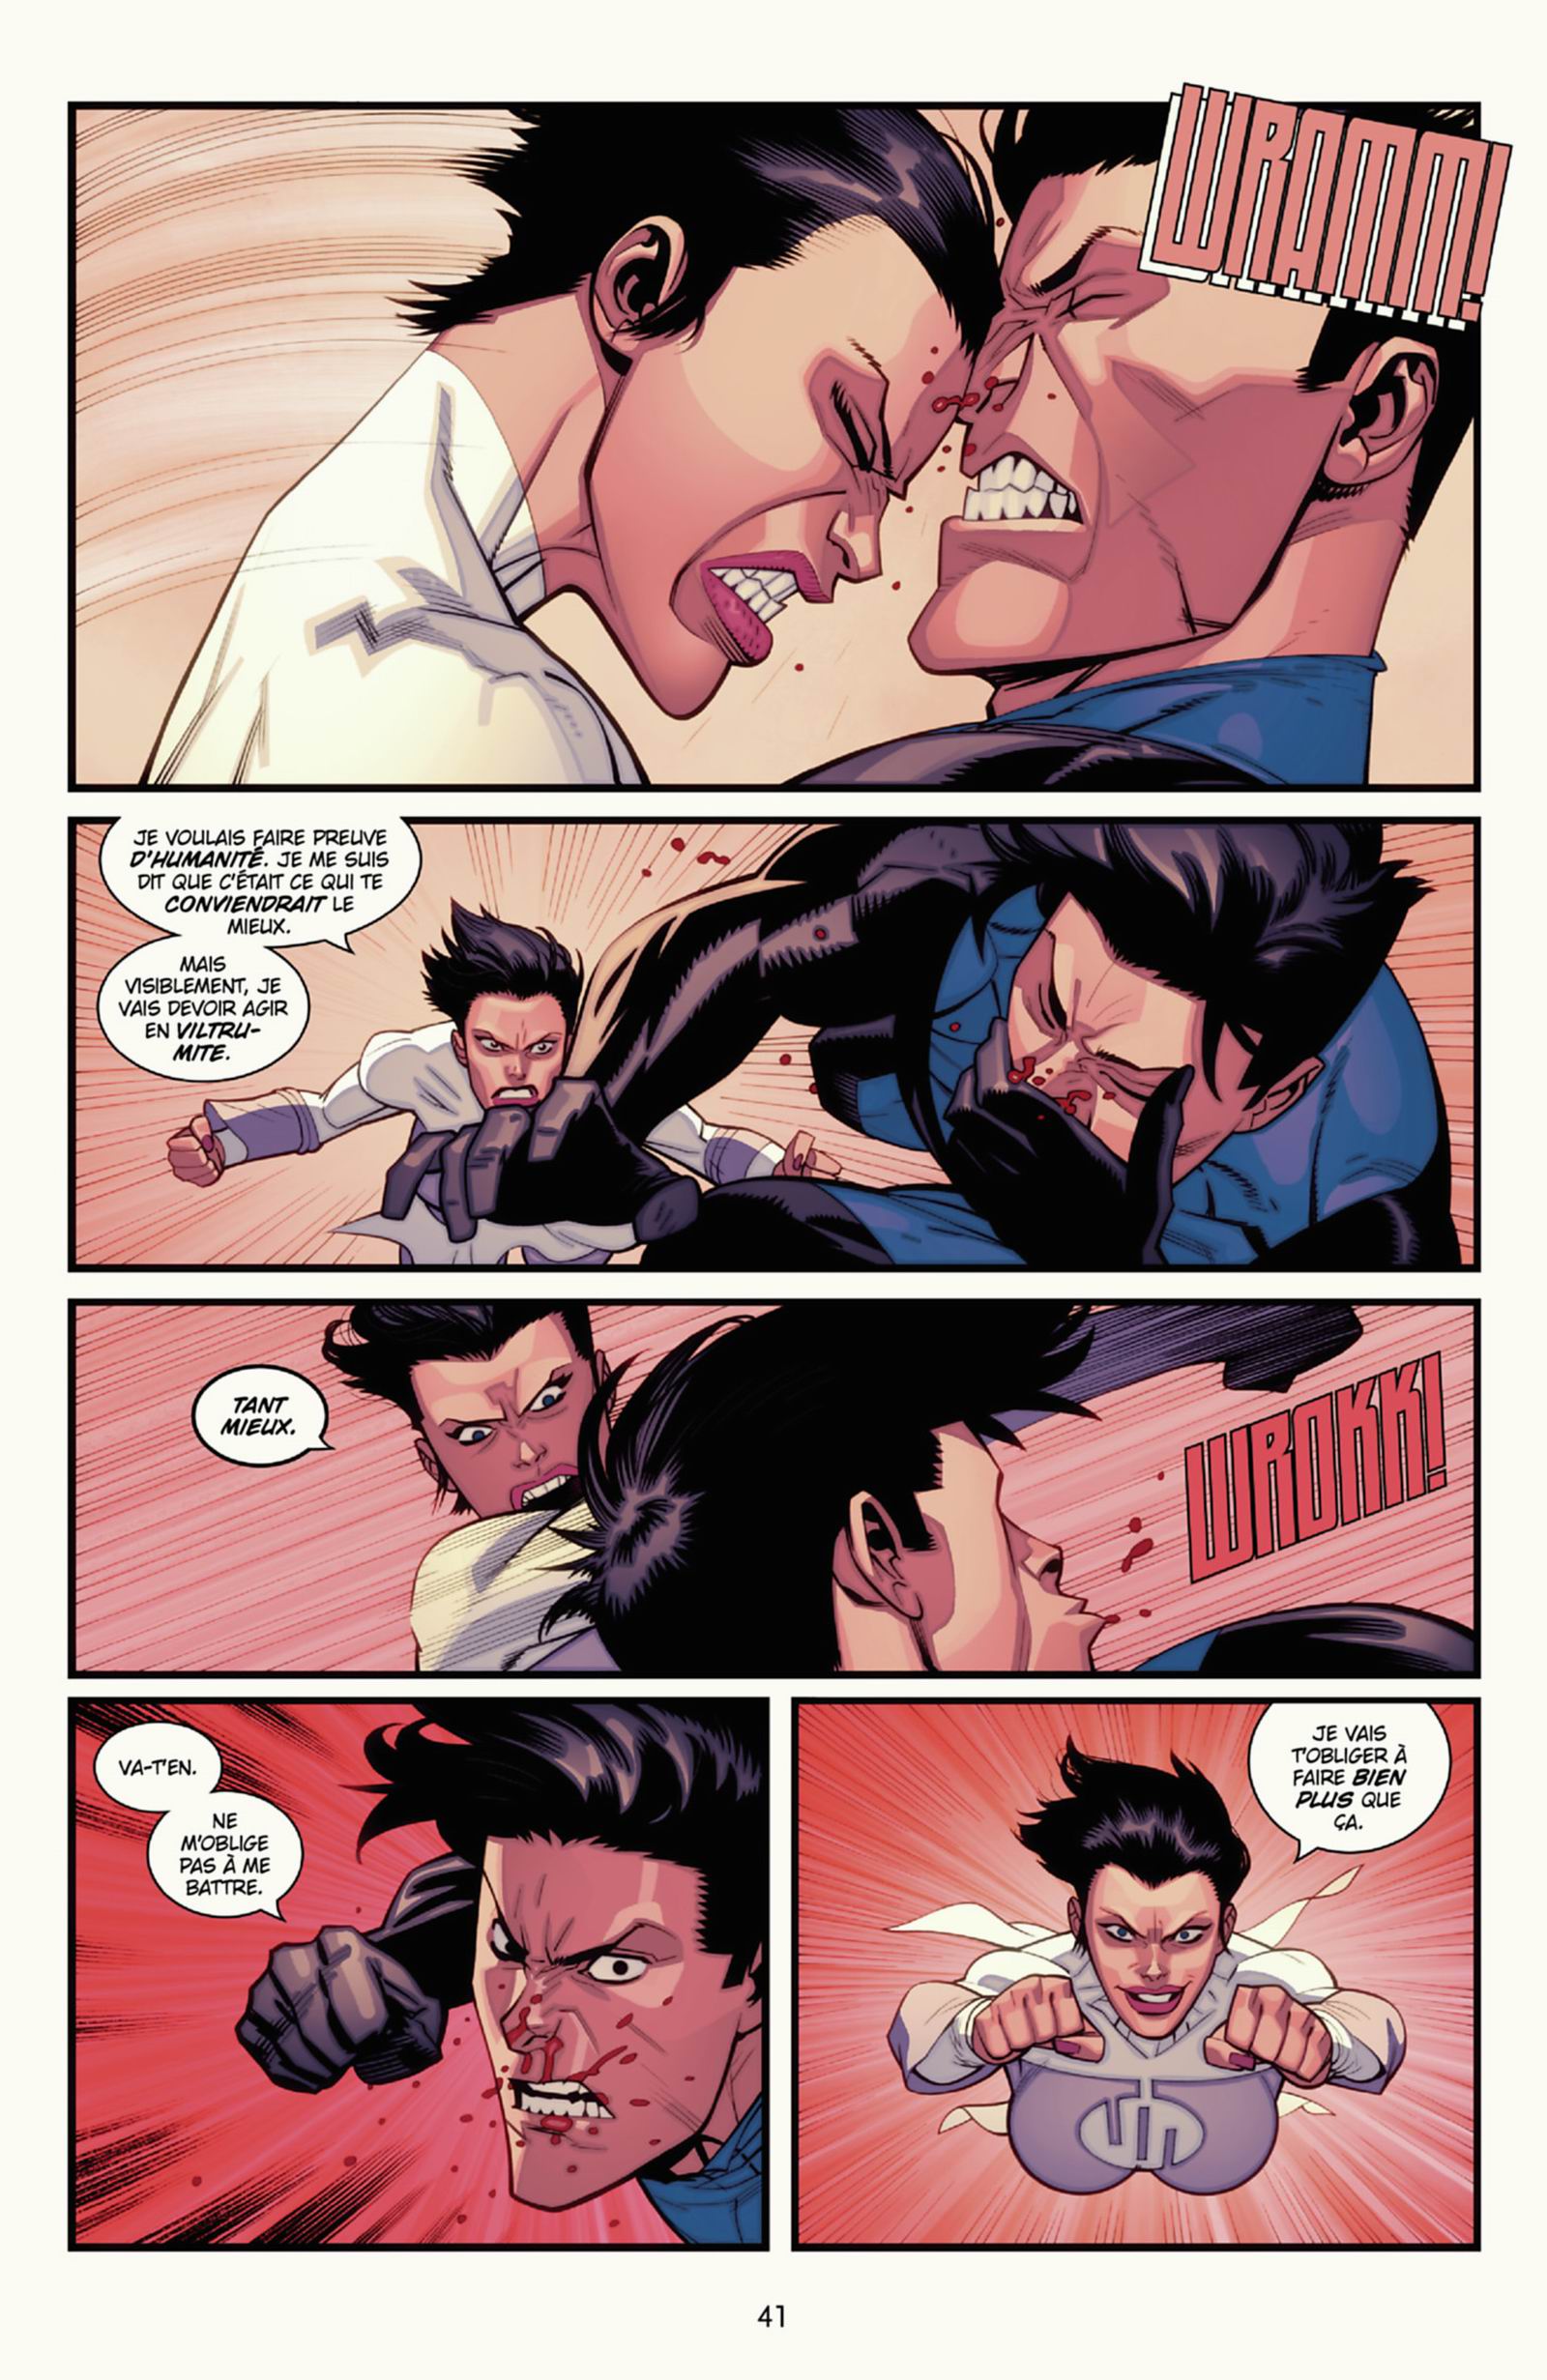 WRAMM!
JE VOULAIS FAIRE PREUVE
D'HUMANITÉ. JE ME SUIS
DIT QUE C'ÉTAIT CE QUI TE
CONVIENDRAIT LE
MIEUX.
MAIS
VISIBLEMENT, JE
VAIS DEVOIR AGIR
EN VILTRU-
MITE.
TANT
MIEUX.
WROKK!
VA-T'EN.
NE
M'OBLIGE
PAS À ME
BATTRE.
JE VAIS
T'OBLIGER À
FAIRE BIEN
PLUS QUE
ÇA.
41